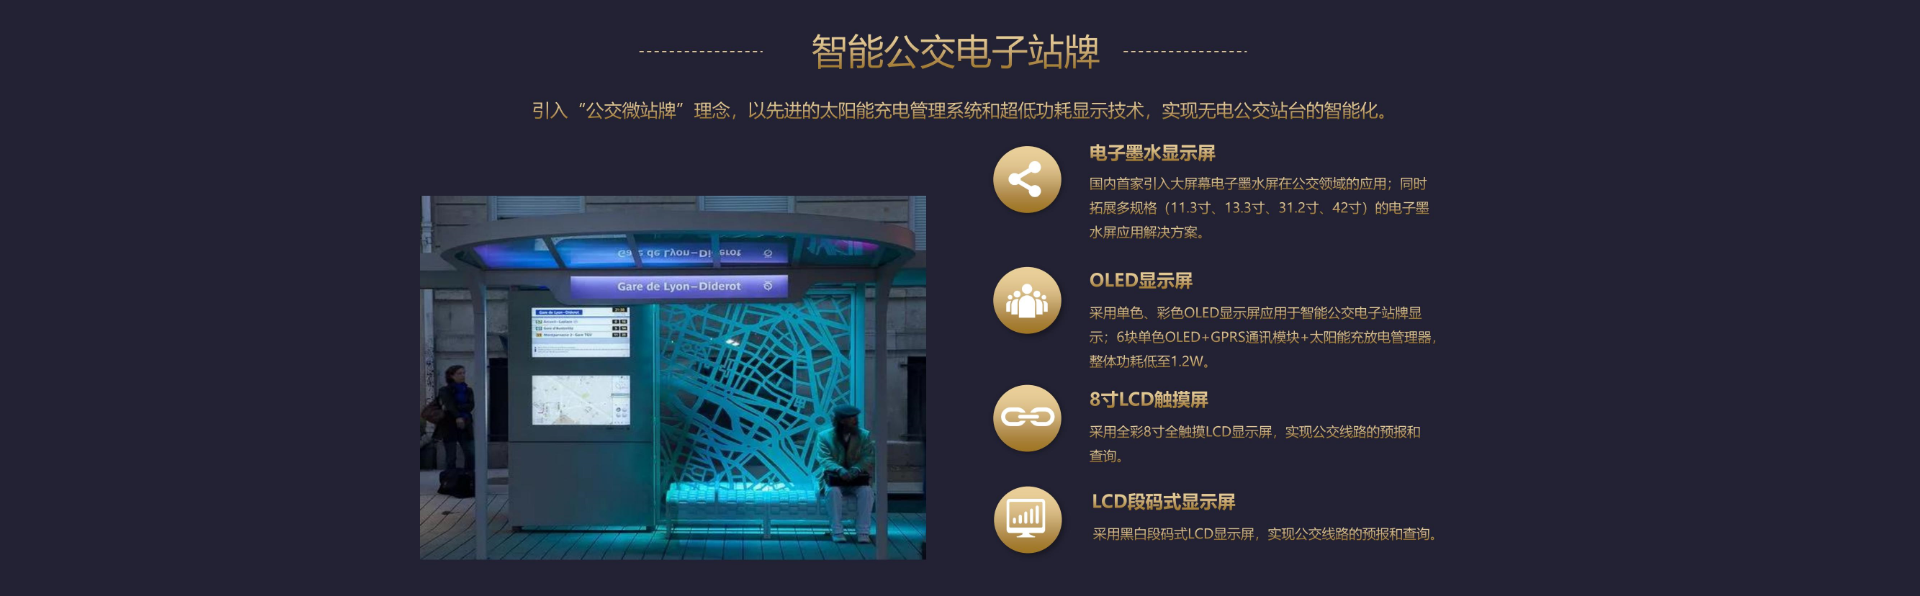 智能公交电子站牌
引入“公交微站牌”理念，以先进的太阳能充电管理系统和超低功耗显示技术，实现无电公交站台的智能化。
Gare de Lyon–Diderot
Gare de Lyon–Diderot
电子墨水显示屏
国内首家引入大屏幕电子墨水屏在公交领域的应用；同时
拓展多规格（11.3寸、13.3寸、31.2寸、42寸）的电子墨
水屏应用解决方案。
OLED显示屏
采用单色、彩色OLED显示屏应用于智能公交电子站牌显
示；6块单色OLED+GPRS通讯模块+太阳能充放电管理器，
整体功耗低至1.2W。
8寸LCD触摸屏
采用全彩8寸全触摸LCD显示屏，实现公交线路的预报和
查询。
LCD段码式显示屏
采用黑白段码式LCD显示屏，实现公交线路的预报和查询。